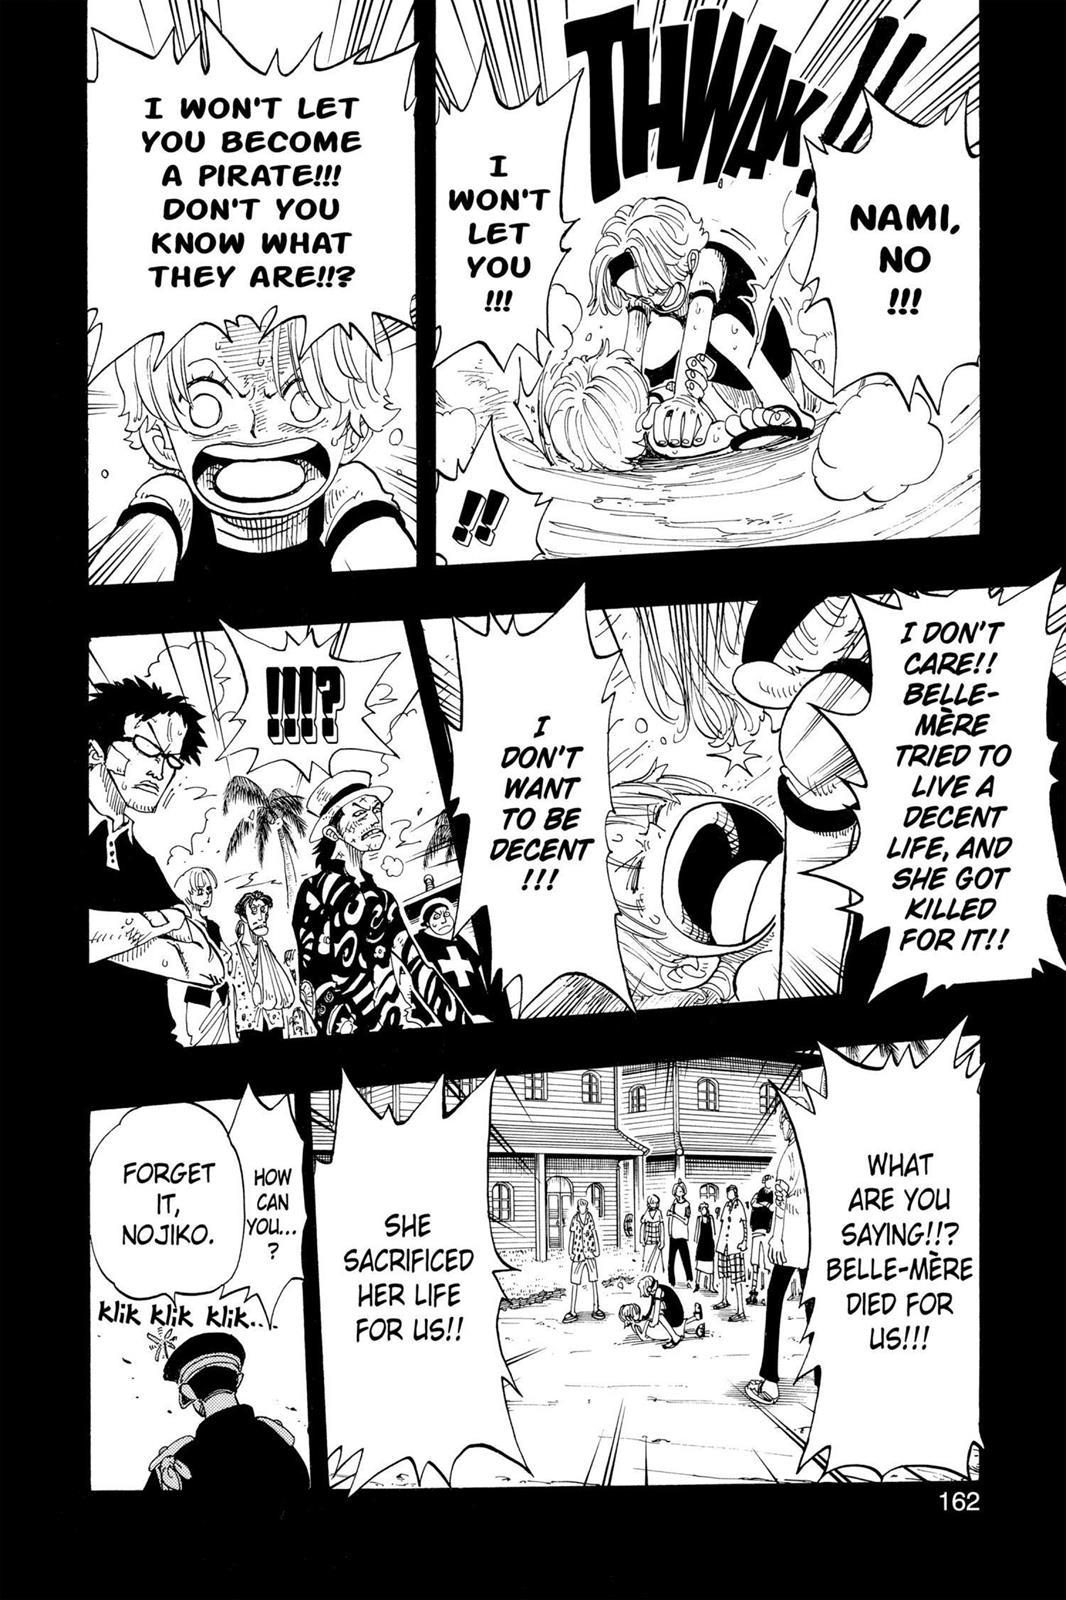 THWAK!!
NAMI,
NO
!!!
I
WON'T
LET
YOU
!!!
!!
I WON'T LET
YOU BECOME
A PIRATE!!!
DON'T YOU
KNOW WHAT
THEY ARE!!?
I DON'T
CARE!!
BELLE-
MÈRE
TRIED TO
LIVE A
DECENT
LIFE, AND
SHE GOT
KILLED
FOR IT!!
I
DON'T
WANT
TO BE
DECENT
!!!
!!!?
WHAT
ARE YOU
SAYING!!?
BELLE-MÈRE
DIED FOR
US!!!
SHE
SACRIFICED
HER LIFE
FOR US!!
HOW
CAN
YOU...
?
FORGET
IT,
NOJIKO.
Klik Klik Klik...
162